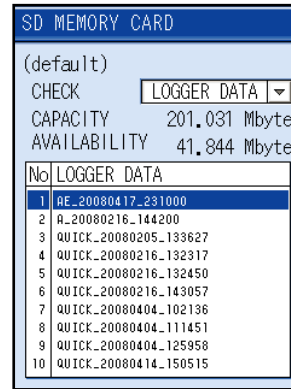 SD MEMORY CARD
(default)
CHECK LOGGER DATA
CAPACITY 201.031 Mbyte
AVAILABILITY 41.844 Mbyte
No LOGGER DATA
1 AE_20080417_231000
2 A_20080216_144200
3 QUICK_20080205_133627
4 QUICK_20080216_132317
5 QUICK_20080216_132450
6 QUICK_20080216_143057
7 QUICK_20080404_102136
8 QUICK_20080404_111451
9 QUICK_20080404_125958
10 QUICK_20080414_150515